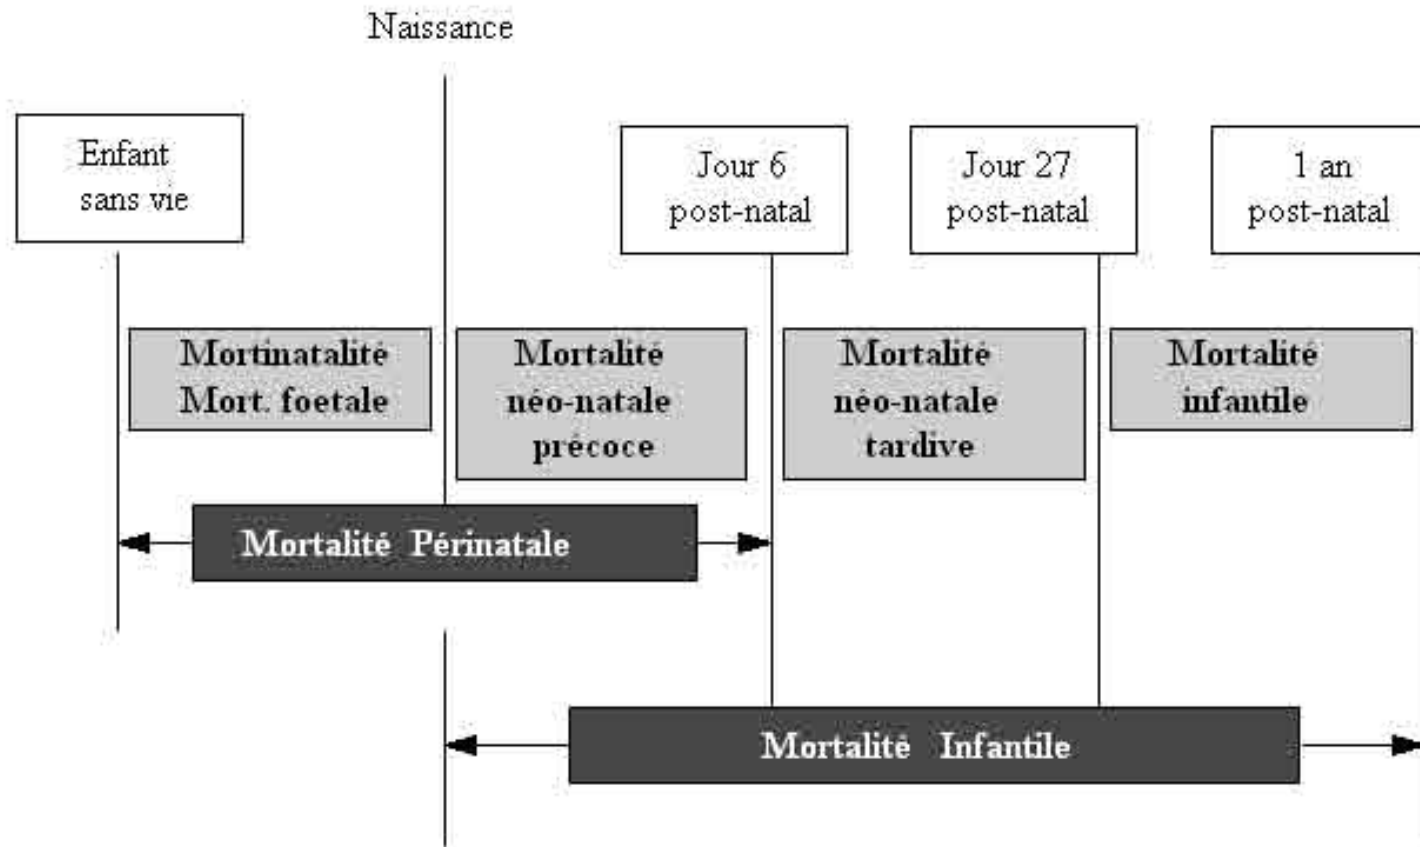 Naissance
Enfant
sans vie
Jour 6
post-natal
Jour 27
post-natal
1 an
post-natal
Mortinatalité
Mort. foetale
Mortalité
néo-natale
précoce
Mortalité
néo-natale
tardive
Mortalité
infantile
Mortalité Périnatale
Mortalité Infantile